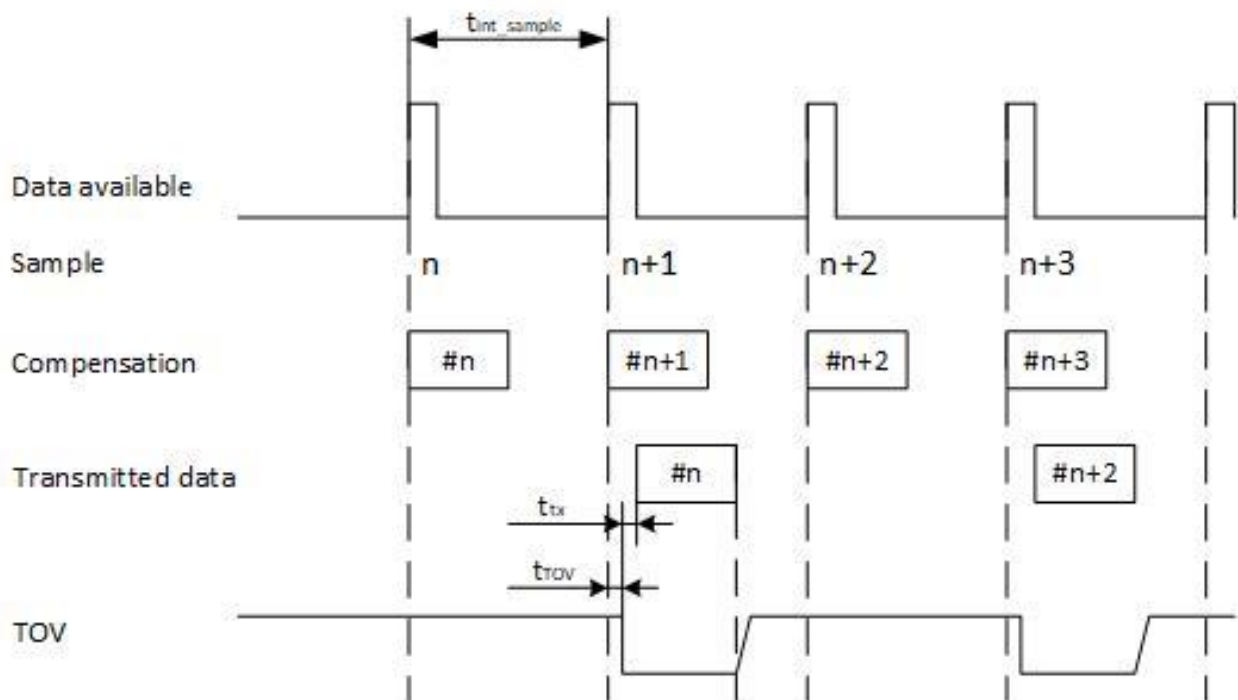 tint_sample
Data available
Sample n n+1 n+2 n+3
Compensation #n #n+1 #n+2 #n+3
Transmitted data #n #n+2
ttx
tTOV
TOV